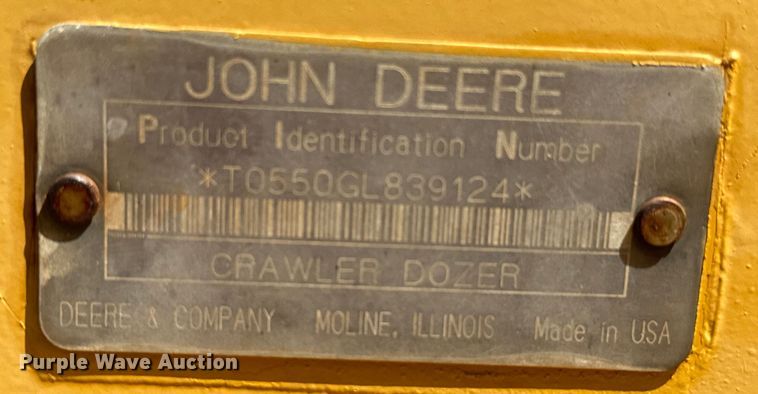 JOHN DEERE
Product Identification Number
*T0550GL839124*
CRAWLER DOZER
DEERE & COMPANY MOLINE, ILLINOIS Made in USA
Purple Wave Auction